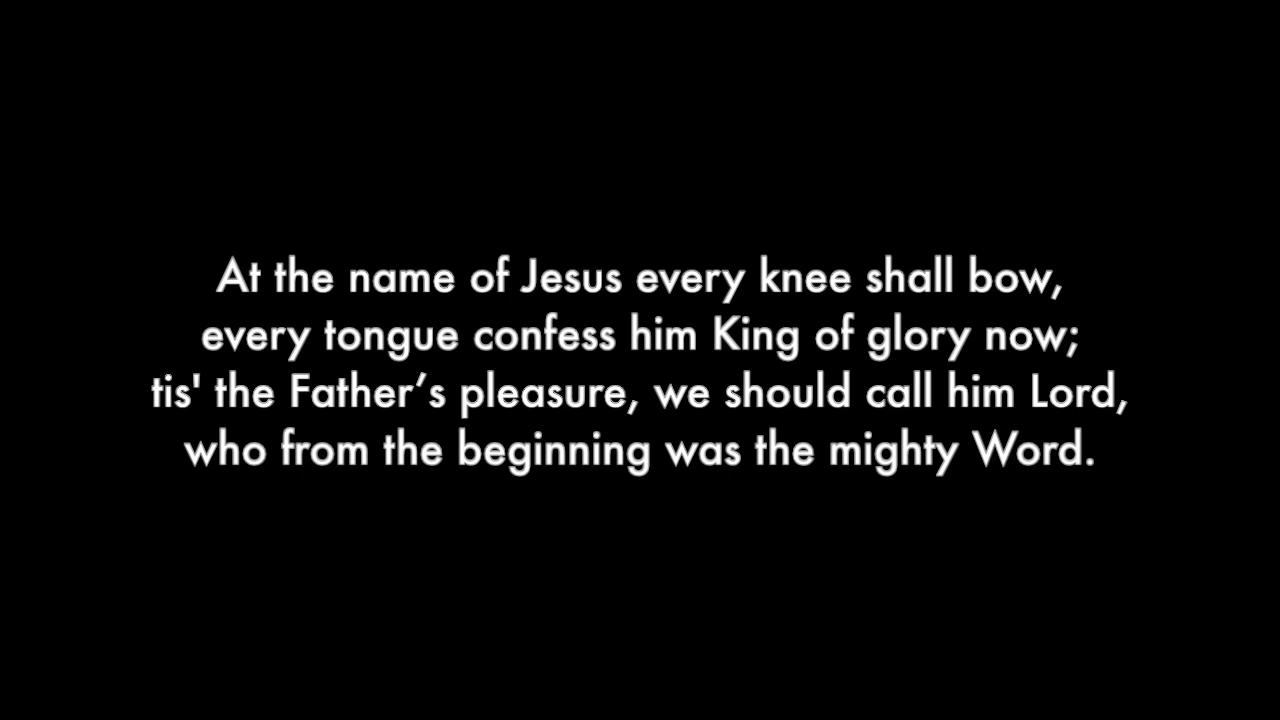 At the name of Jesus every knee shall bow,
every tongue confess him King of glory now;
tis' the Father’s pleasure, we should call him Lord,
who from the beginning was the mighty Word.